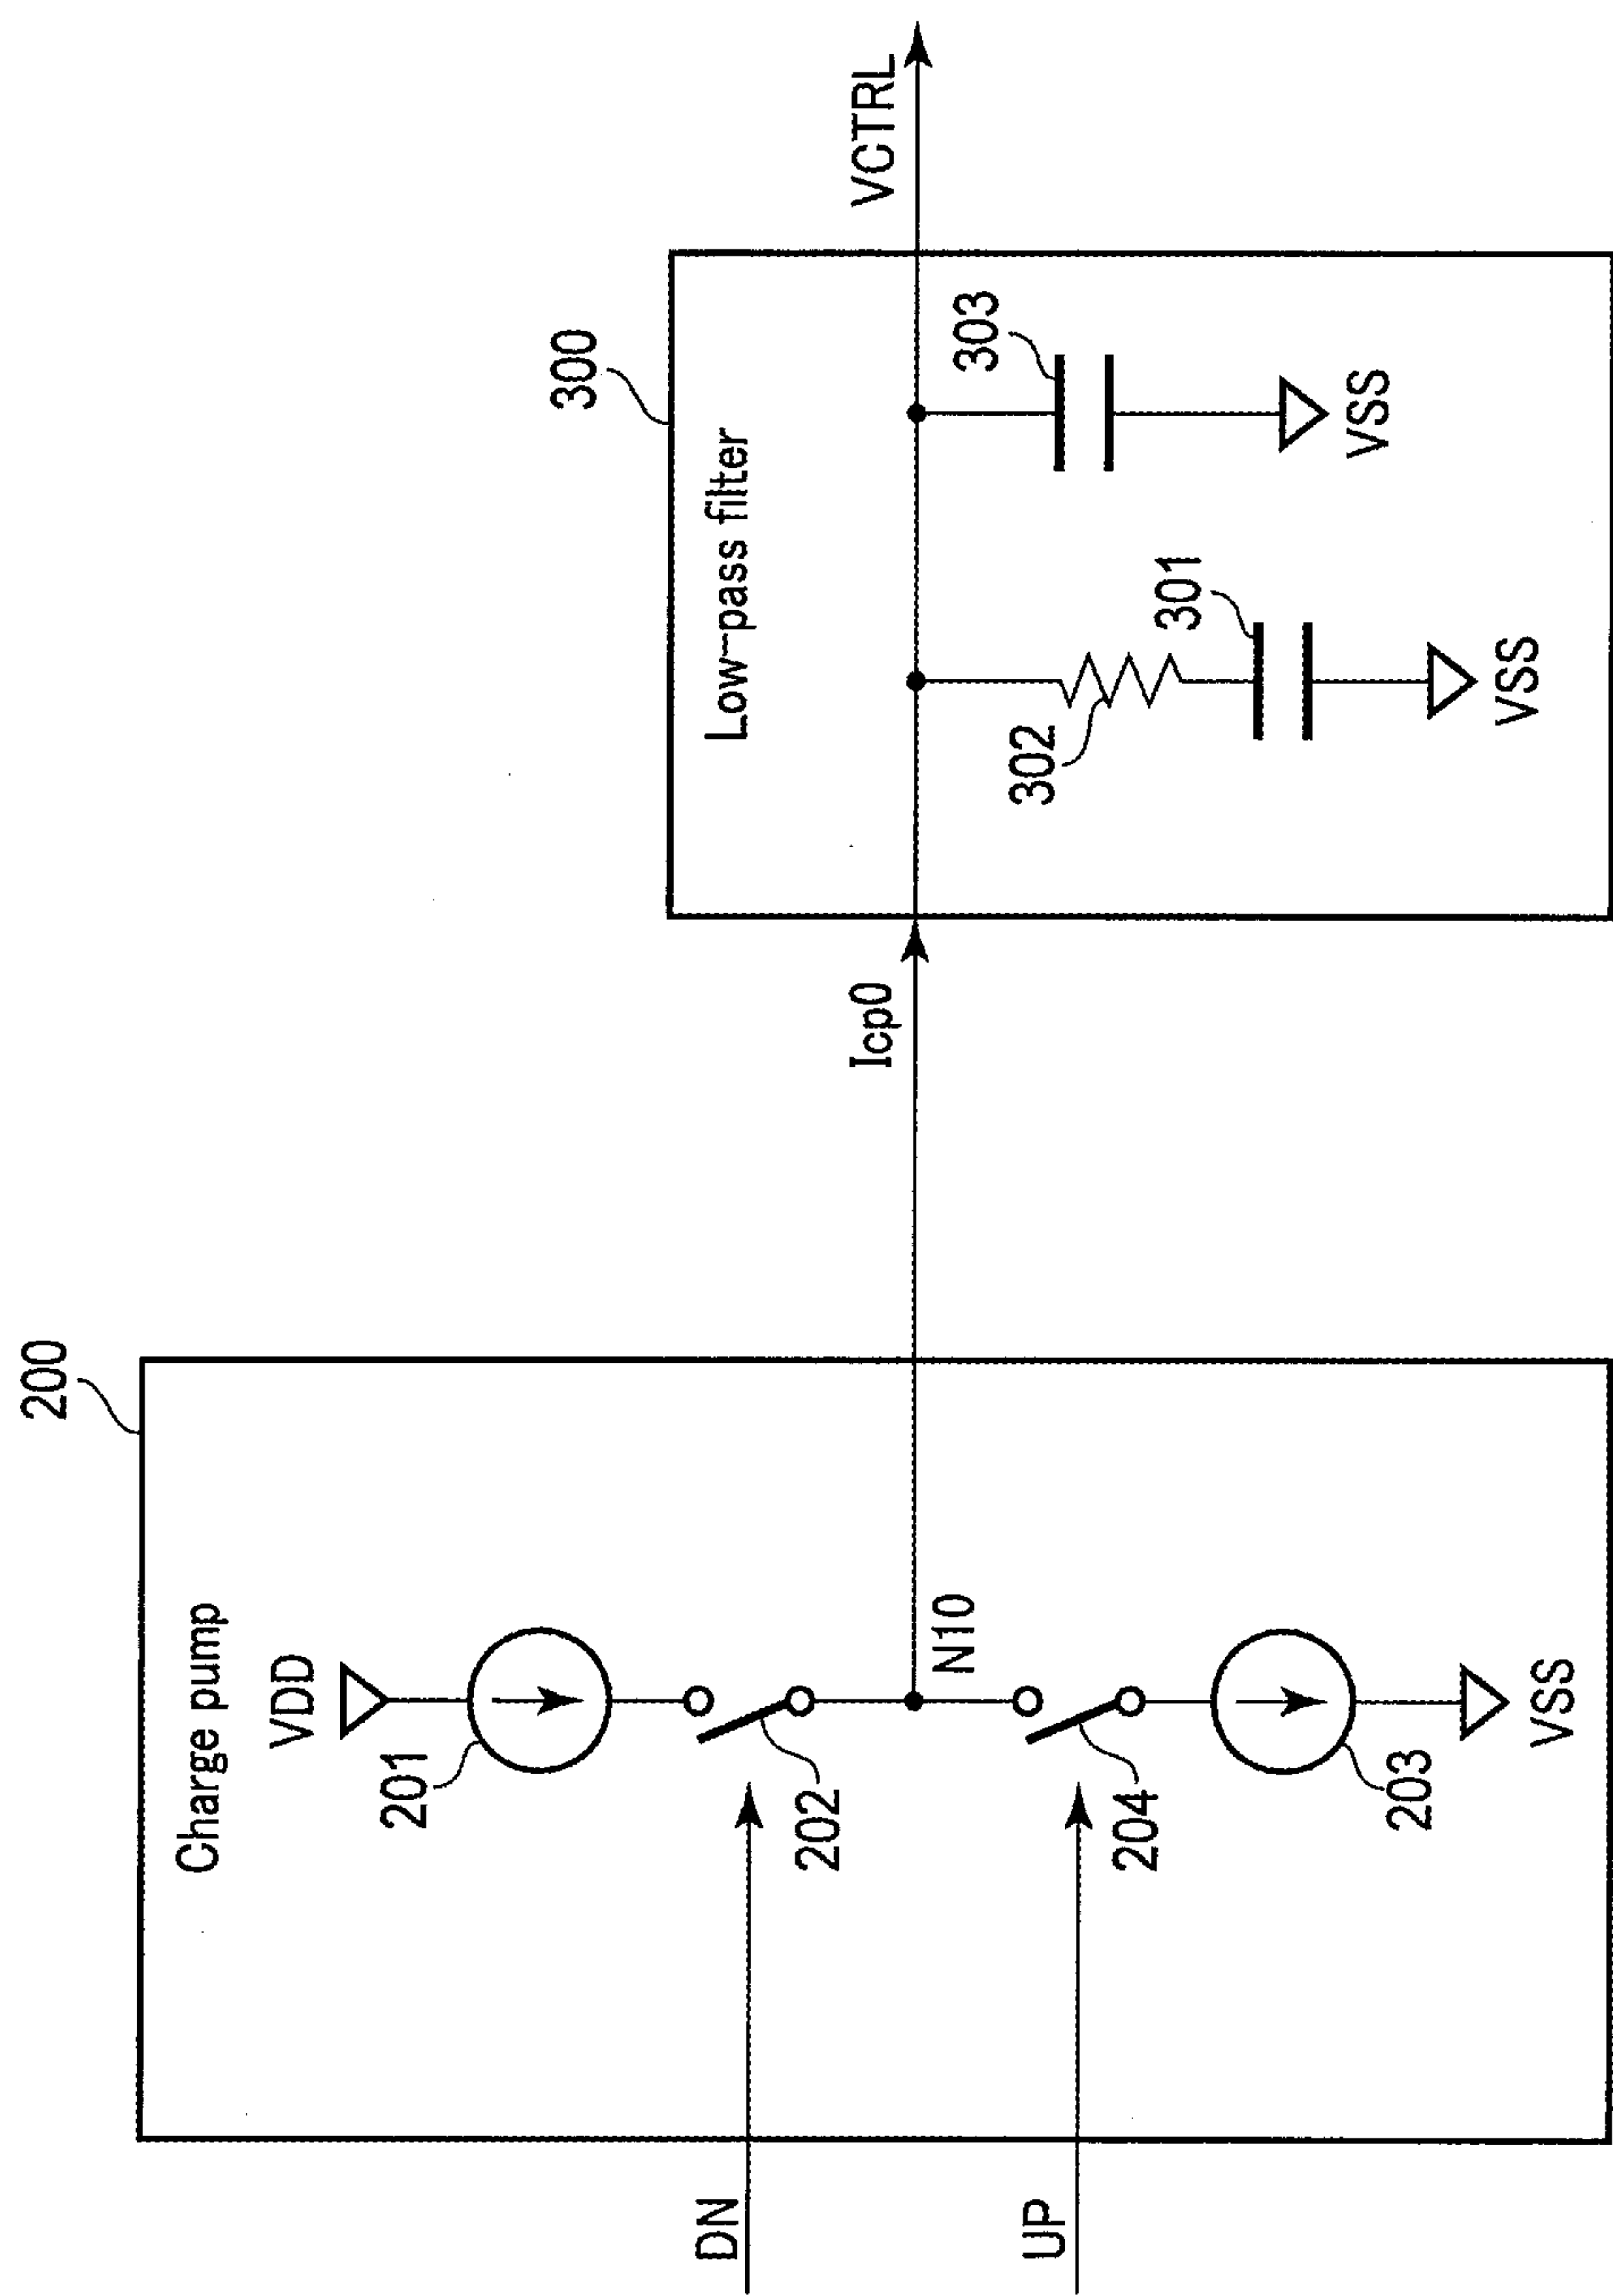 200
Charge pump
VDD
201
DN
202
N10
UP
204
203
VSS
Icp0
300
Low-pass filter
VCTRL
302
301
VSS
303
VSS